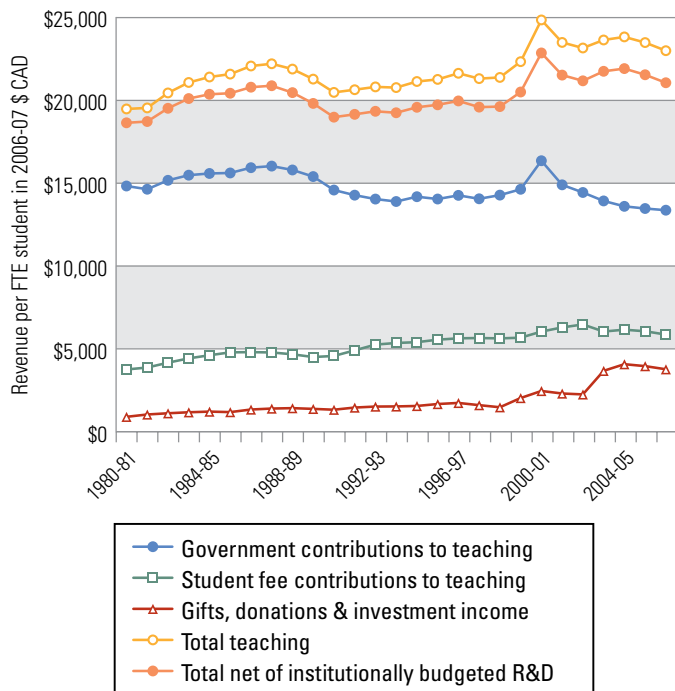 Revenue per FTE student in 2006-07 $ CAD
$25,000
$20,000
$15,000
$10,000
$5,000
$0
1980-81
1984-85
1988-89
1992-93
1996-97
2000-01
2004-05
Government contributions to teaching
Student fee contributions to teaching
Gifts, donations & investment income
Total teaching
Total net of institutionally budgeted R&D